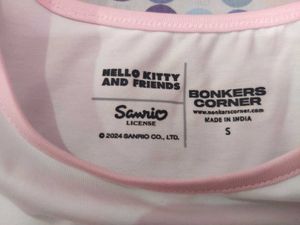 HELLO KITTY
AND FRIENDS
Sanrio
LICENSE
© 2024 SANRIO CO., LTD.
BONKERS
CORNER
www.bonkerscorner.com
MADE IN INDIA
S